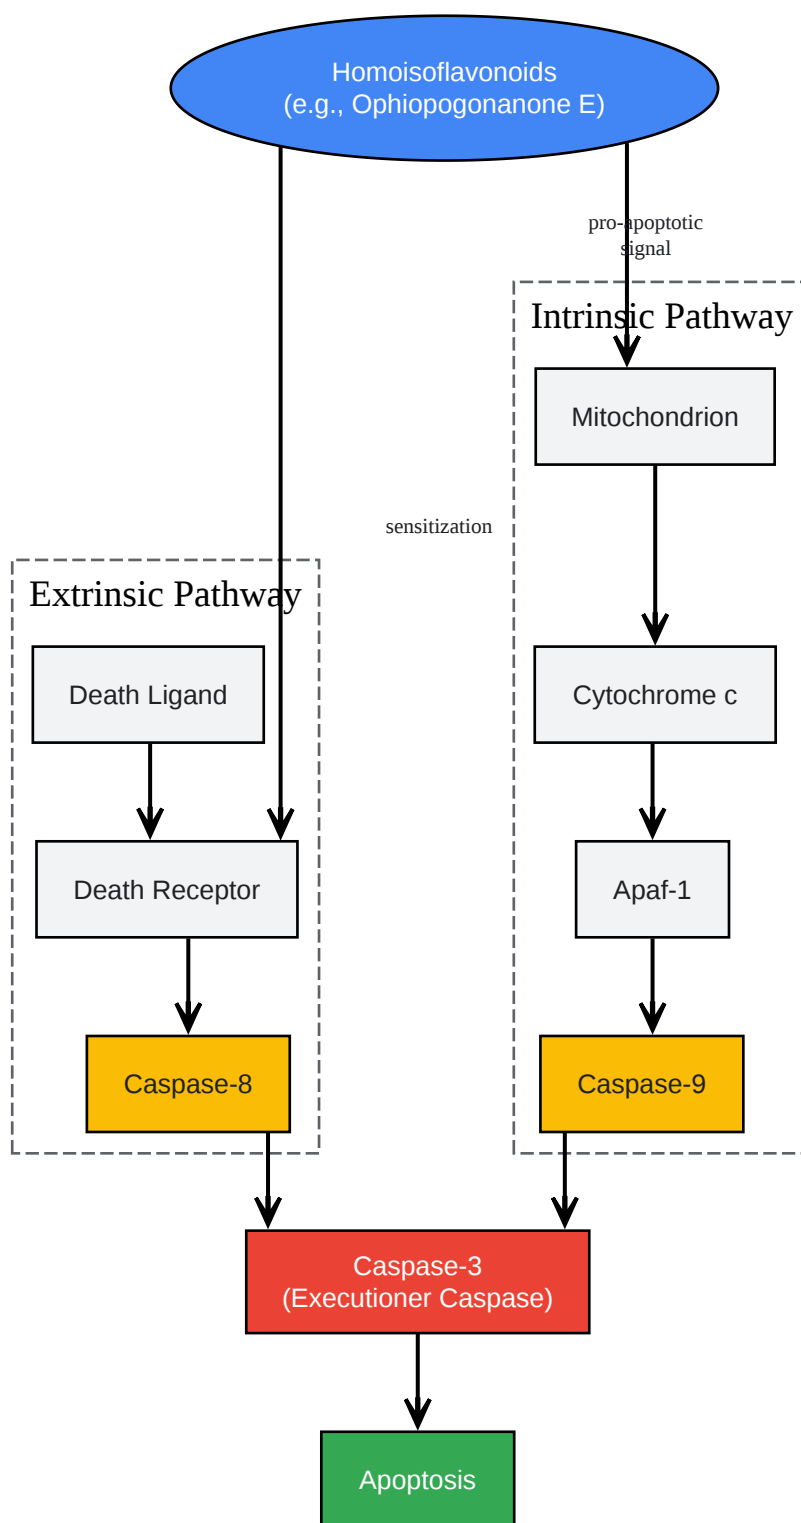 Homoisoflavonoids
(e.g., Ophiopogonanone E)
pro-apoptotic
signal
Intrinsic Pathway
Mitochondrion
sensitization
Extrinsic Pathway
Death Ligand
Cytochrome c
Death Receptor
Apaf-1
Caspase-8
Caspase-9
Caspase-3
(Executioner Caspase)
Apoptosis